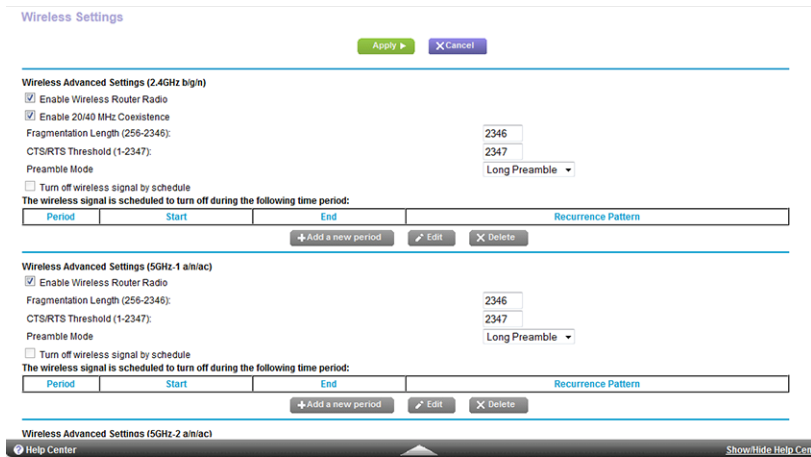 Wireless Settings
Apply
Cancel
Wireless Advanced Settings (2.4GHz b/g/n)
Enable Wireless Router Radio
Enable 20/40 MHz Coexistence
Fragmentation Length (256-2346): 2346
CTS/RTS Threshold (1-2347): 2347
Preamble Mode Long Preamble
Turn off wireless signal by schedule
The wireless signal is scheduled to turn off during the following time period:
Period Start End Recurrence Pattern
Add a new period Edit Delete
Wireless Advanced Settings (5GHz-1 a/n/ac)
Enable Wireless Router Radio
Fragmentation Length (256-2346): 2346
CTS/RTS Threshold (1-2347): 2347
Preamble Mode Long Preamble
Turn off wireless signal by schedule
The wireless signal is scheduled to turn off during the following time period:
Period Start End Recurrence Pattern
Add a new period Edit Delete
Wireless Advanced Settings (5GHz-2 a/n/ac)
Help Center Show/Hide Help Cen